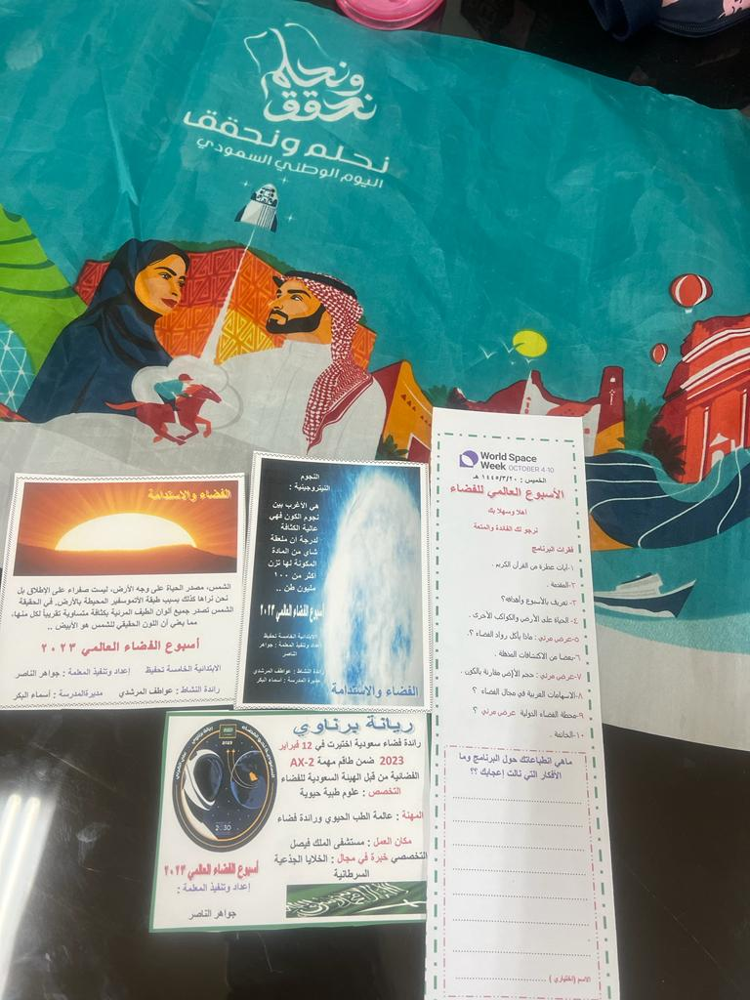 ونحلم
نحقق
نحلم ونحقق
اليوم الوطني السعودي
الفضاء والاستدامة
الشمس، مصدر الحياة على وجه الأرض، ليست صفراء على الإطلاق بل
نحن نراها كذلك بسبب طبقة الأتموسفير المحيطة بالأرض. في الحقيقة
الشمس تصدر جميع ألوان الطيف المرئية بكثافة متساوية تقريباً لكل منها،
مما يعني أن اللون الحقيقي للشمس هو الأبيض ..
أسبوع الفضاء العالمي ٢٠٢٣
الابتدائية الخامسة تحفيظ إعداد وتنفيذ المعلمة : جواهر الناصر
رائدة النشاط : عواطف المرشدي مديرة المدرسة : أسماء البكر
النجوم
النيتروجينية :
هي الأغرب بين
نجوم الكون فهي
عالية الكثافة
لدرجة ان ملعقة
شاي من المادة
المكونة لها تزن
أكثر من ١٠٠
مليون طن ..
أسبوع الفضاء العالمي ٢٠٢٣
الابتدائية الخامسة تحفيظ
إعداد وتنفيذ المعلمة : جواهر
الناصر
رائدة النشاط : عواطف المرشدي
مديرة المدرسة : أسماء البكر
الفضاء والاستدامة
World Space
Week OCTOBER 4-10
الخميس : ١٤٤٥/٣/٢٠ هـ
الأسبوع العالمي للفضاء
اهلا وسهلا بك
نرجو لك الفائدة والمتعة
فقرات البرنامج
١-آيات عطرة من القرآن الكريم .
٢-المقدمة .
٣- تعريف بالأسبوع وأهدافه؟
٤- الحياة على الأرض والكواكب الأخرى .
٥-عرض مرئي : ماذا يأكل رواد الفضاء ؟.
٦-بعضا من الاكتشافات المذهلة .
٧-عرض مرئي : حجم الأرض مقارنة بالكون .
٨-الاسهامات العربية في مجال الفضاء ؟
٩-محطة الفضاء الدولية عرض مرئي ؟
١٠-الخاتمة .
ماهي انطباعاتك حول البرنامج وما
الأفكار التي نالت إعجابك ؟؟
الاسم (اختياري )
ريانة برناوي
رائدة فضاء سعودية اختيرت في 12 فبراير
2023 ضمن طاقم مهمة AX-2
الفضائية من قبل الهيئة السعودية للفضاء
التخصص : علوم طبية حيوية
المهنة : عالمة الطب الحيوي ورائدة فضاء
مكان العمل : مستشفى الملك فيصل
التخصصي خبرة في مجال : الخلايا الجذعية
السرطانية
أسبوع الفضاء العالمي ٢٠٢٣
إعداد وتنفيذ المعلمة :
جواهر الناصر